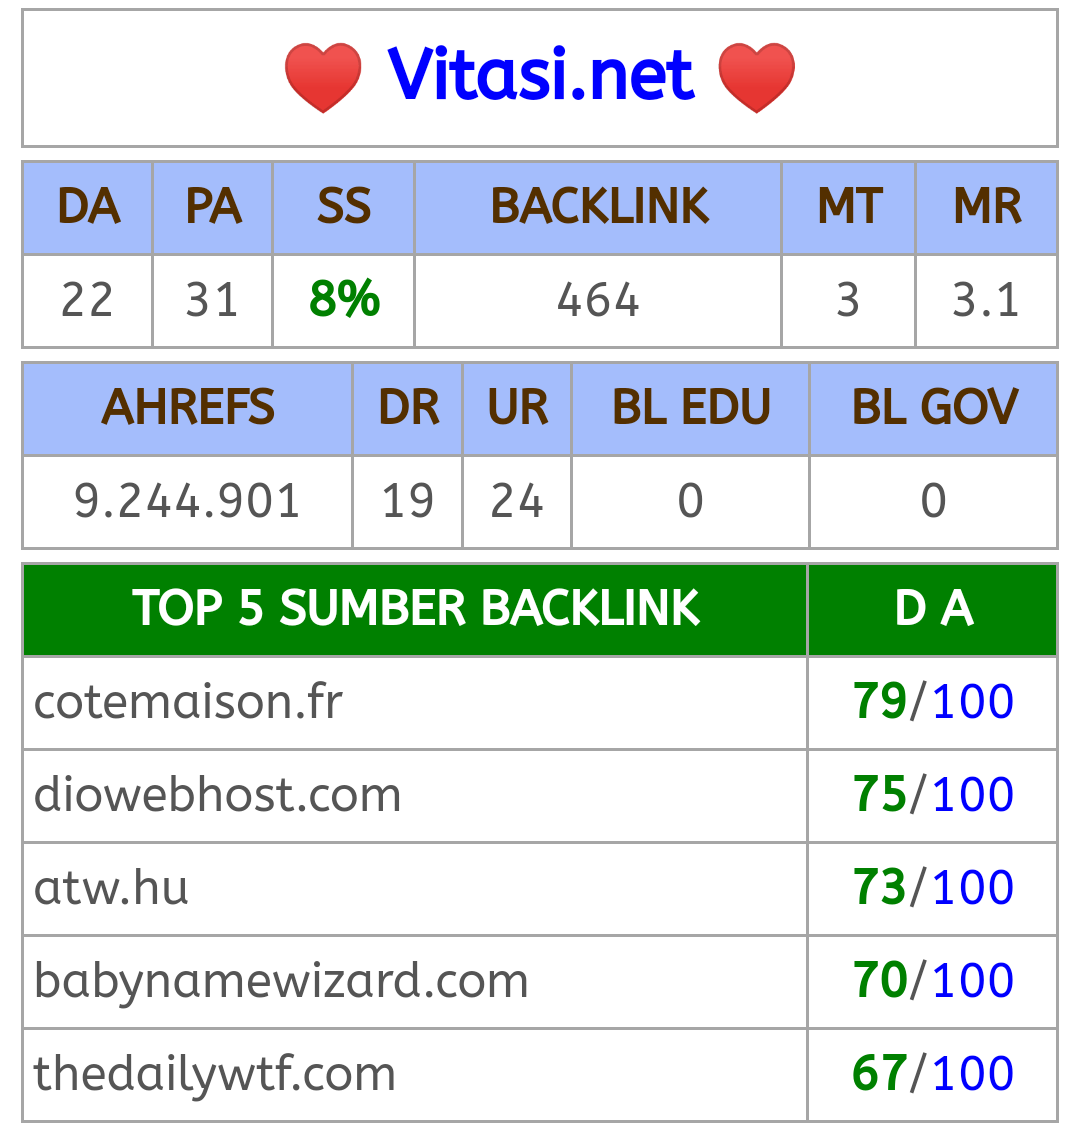 ❤️ Vitasi.net ❤️
DA PA SS BACKLINK MT MR
22 31 8% 464 3 3.1
AHREFS DR UR BL EDU BL GOV
9.244.901 19 24 0 0
TOP 5 SUMBER BACKLINK D A
cotemaison.fr 79/100
diowebhost.com 75/100
atw.hu 73/100
babynamewizard.com 70/100
thedailywtf.com 67/100